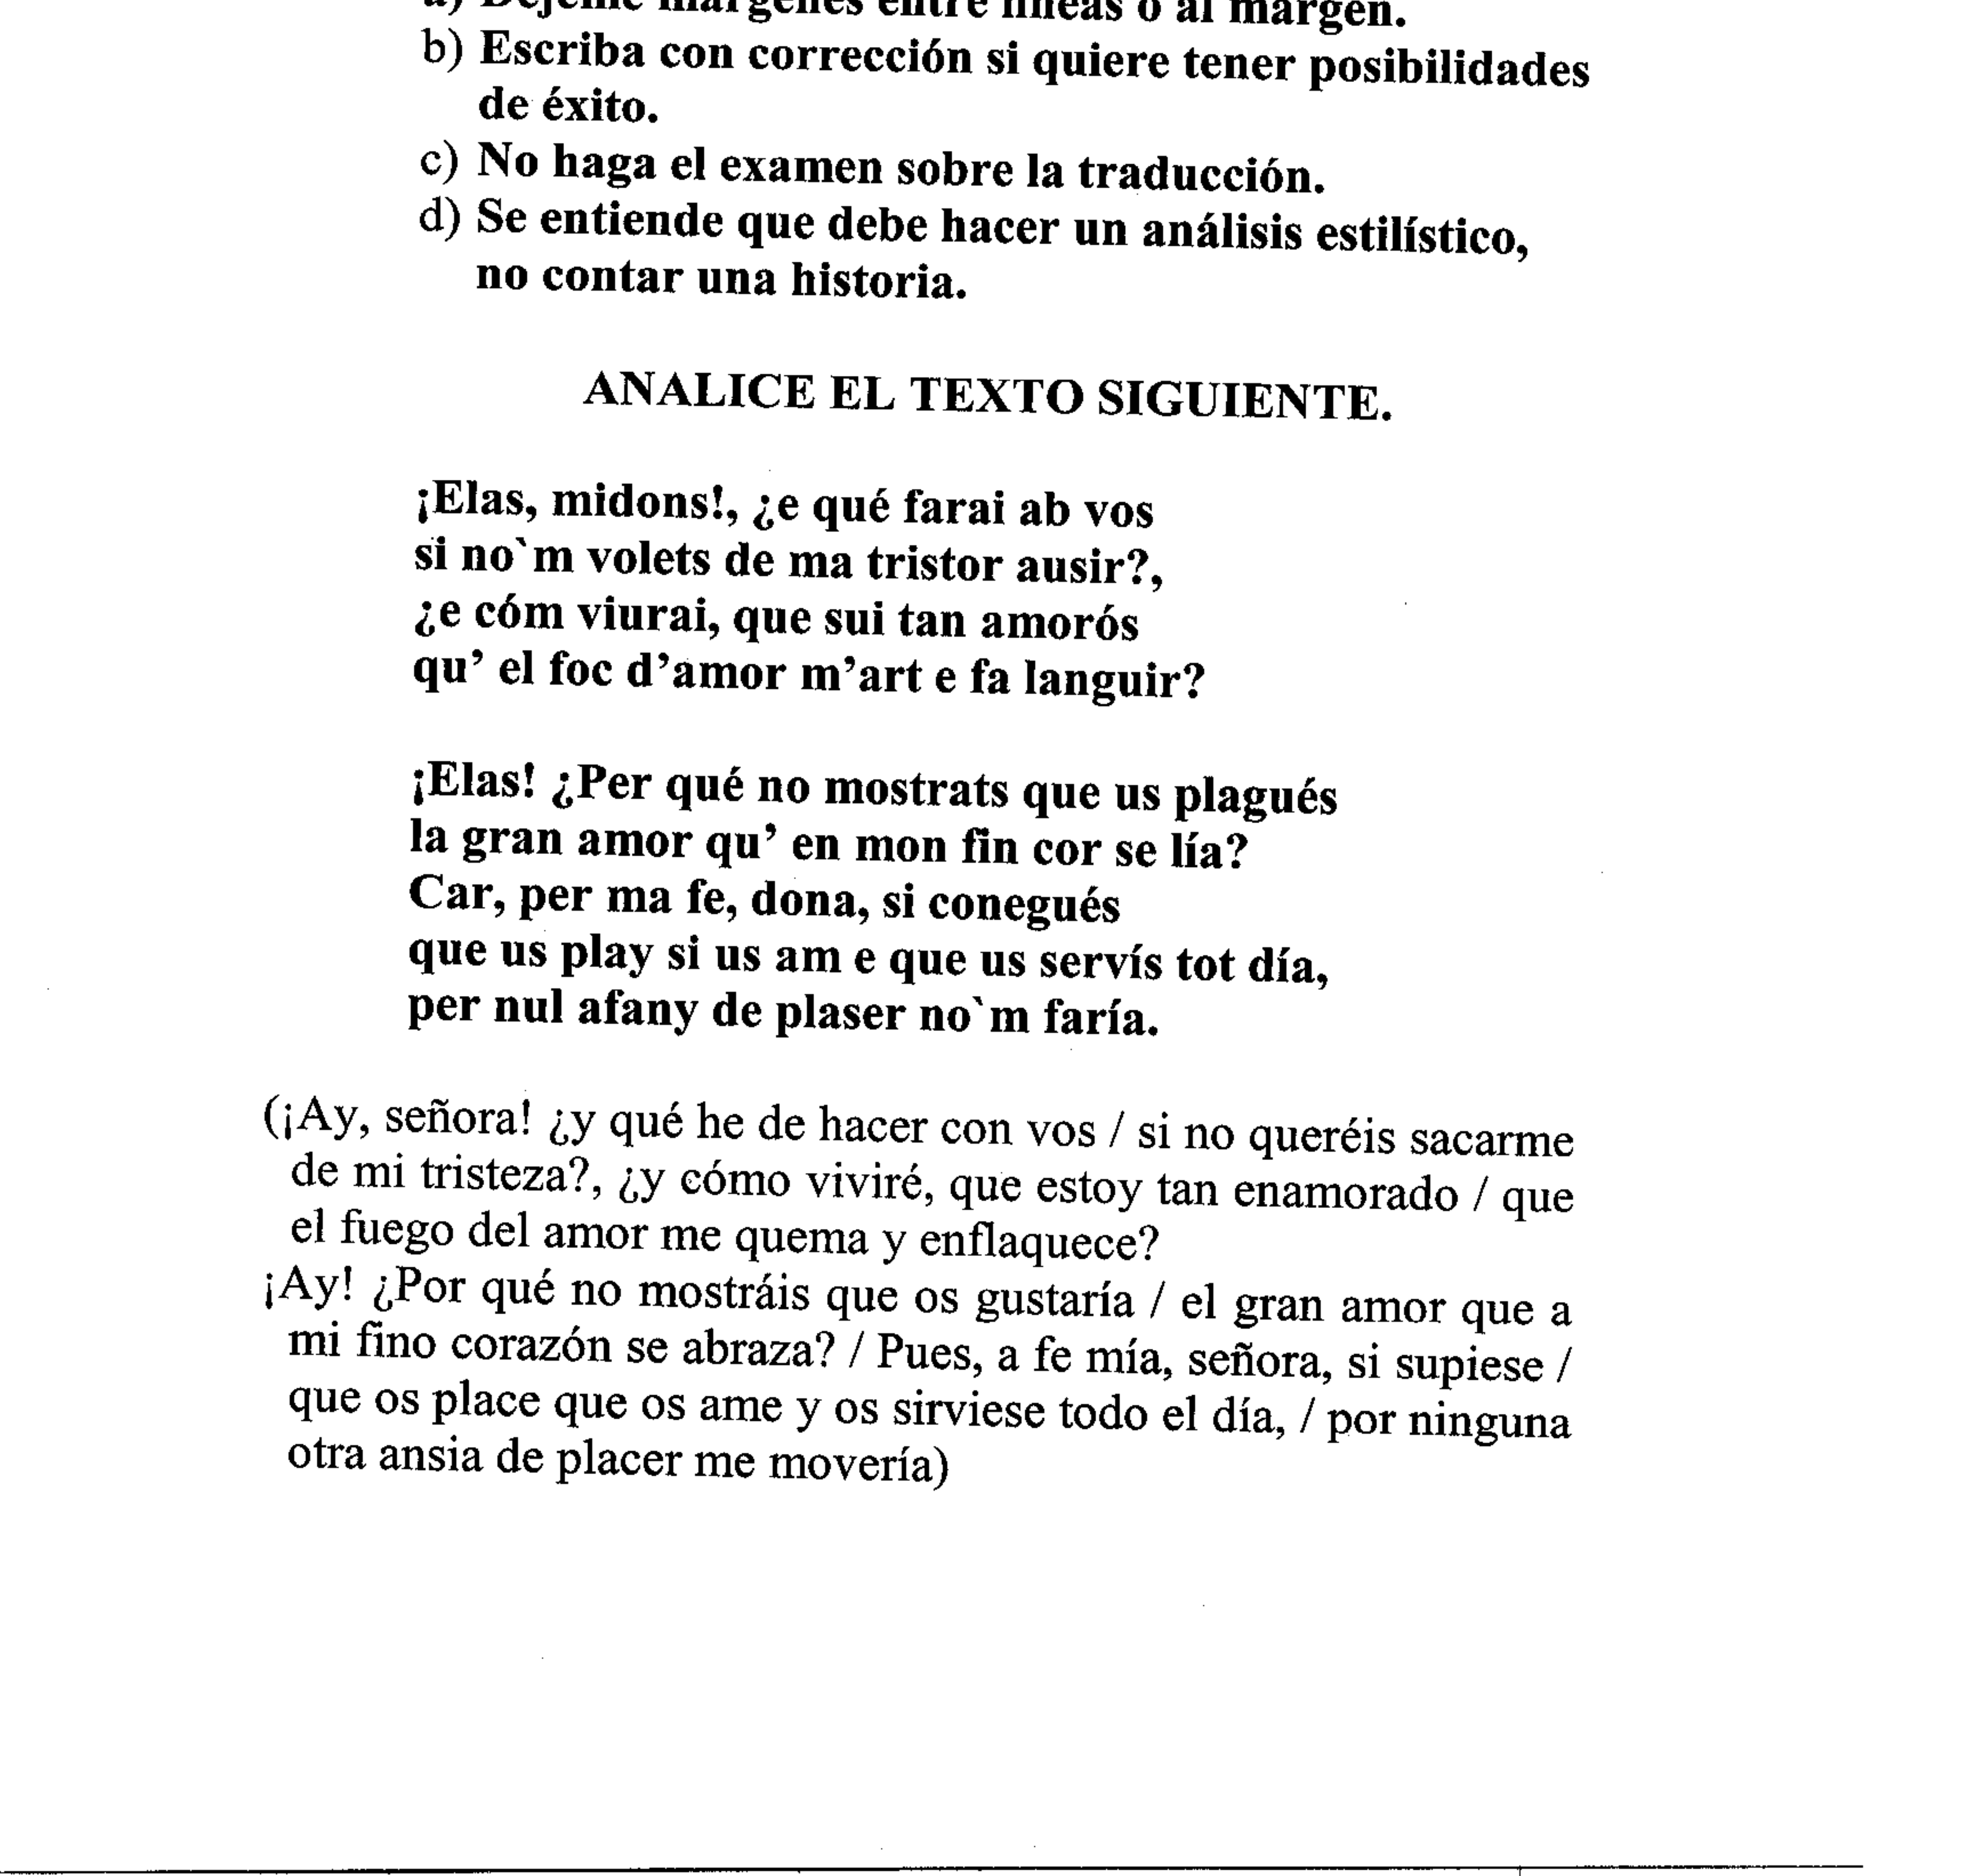 a) Déjeme márgenes entre líneas o al margen.
b) Escriba con corrección si quiere tener posibilidades
de éxito.
c) No haga el examen sobre la traducción.
d) Se entiende que debe hacer un análisis estilístico,
no contar una historia.
ANALICE EL TEXTO SIGUIENTE.
¡Elas, midons!, ¿e qué farai ab vos
si no`m volets de ma tristor ausir?,
¿e cóm viurai, que sui tan amorós
qu’ el foc d’amor m’art e fa languir?
¡Elas! ¿Per qué no mostrats que us plagués
la gran amor qu’ en mon fin cor se lía?
Car, per ma fe, dona, si conegués
que us play si us am e que us servís tot día,
per nul afany de plaser no`m faría.
(¡Ay, señora! ¿y qué he de hacer con vos / si no queréis sacarme
de mi tristeza?, ¿y cómo viviré, que estoy tan enamorado / que
el fuego del amor me quema y enflaquece?
¡Ay! ¿Por qué no mostráis que os gustaría / el gran amor que a
mi fino corazón se abraza? / Pues, a fe mía, señora, si supiese /
que os place que os ame y os sirviese todo el día, / por ninguna
otra ansia de placer me movería)